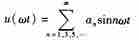 u(ωt) = ∑_{n=1,3,5,…}^{∞} a_n sin nωt